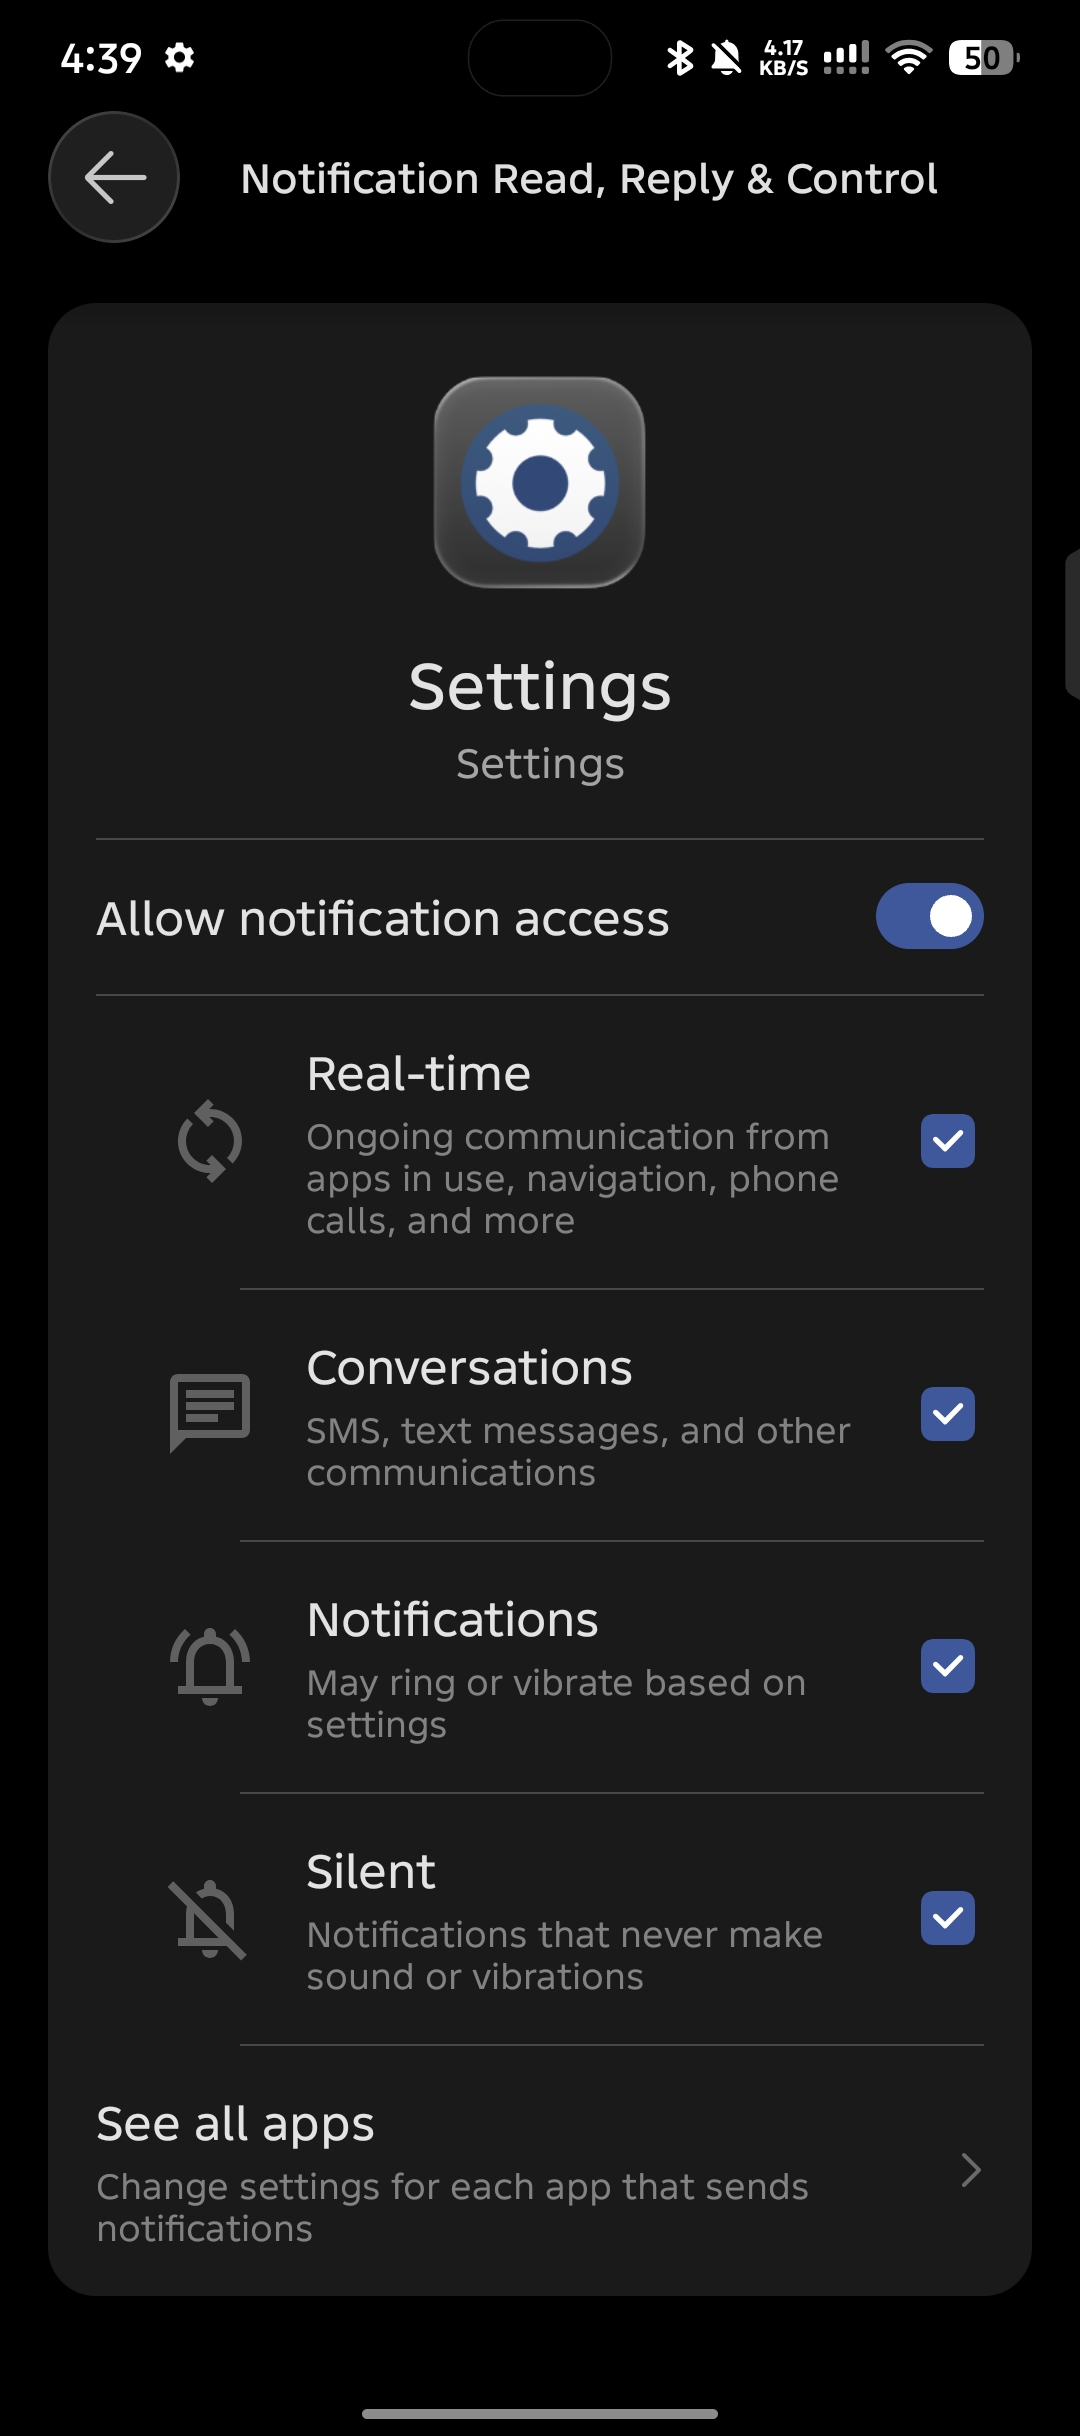 4:39
4.17
KB/S
50
Notification Read, Reply & Control
Settings
Settings
Allow notification access
Real-time
Ongoing communication from
apps in use, navigation, phone
calls, and more
Conversations
SMS, text messages, and other
communications
Notifications
May ring or vibrate based on
settings
Silent
Notifications that never make
sound or vibrations
See all apps
Change settings for each app that sends
notifications